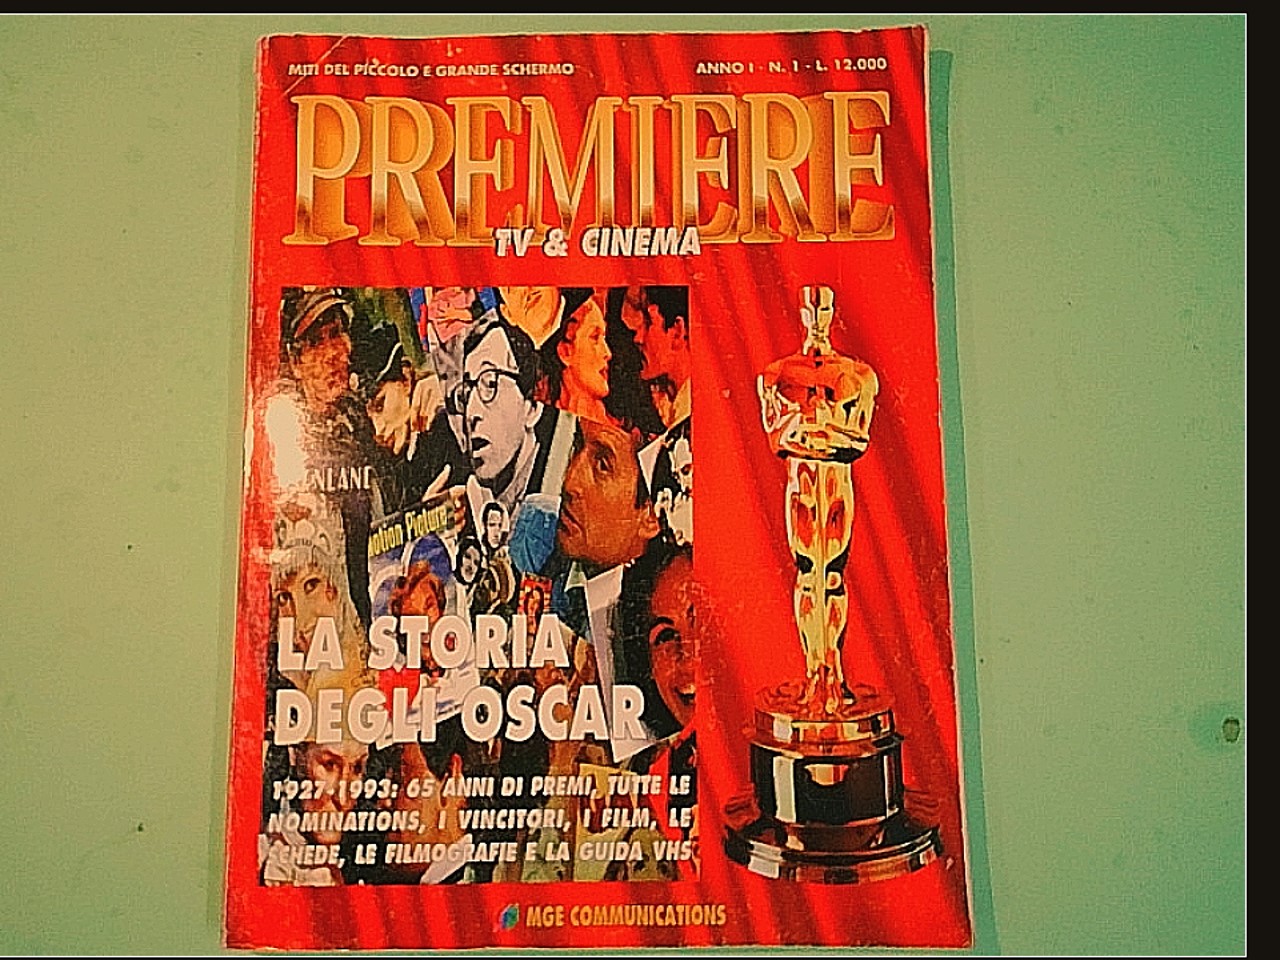 MITI DEL PICCOLO E GRANDE SCHERMO
ANNO I - N. 1 - L. 12.000
PREMIERE
TV & CINEMA
Motion Picture
LA STORIA
DEGLI OSCAR
1927-1993: 65 ANNI DI PREMI, TUTTE LE
NOMINATIONS, I VINCITORI, I FILM, LE
SCHEDE, LE FILMOGRAFIE E LA GUIDA VHS
MGE COMMUNICATIONS